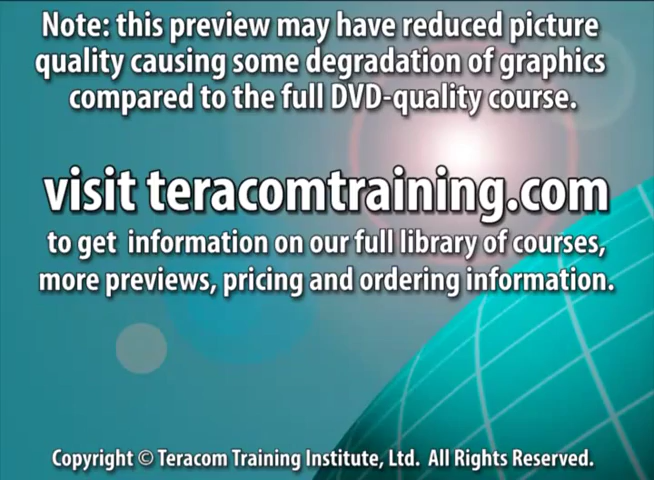 Note: this preview may have reduced picture
quality causing some degradation of graphics
compared to the full DVD-quality course.
visit teracomtraining.com
to get information on our full library of courses,
more previews, pricing and ordering information.
Copyright © Teracom Training Institute, Ltd. All Rights Reserved.